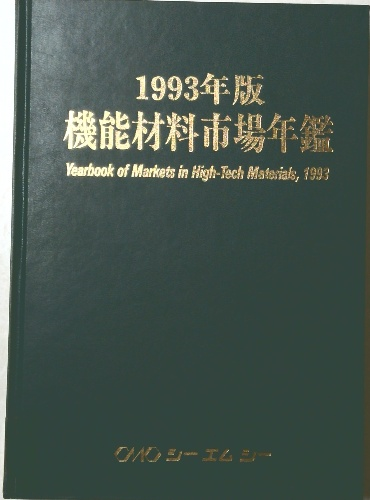 1993年版
機能材料市場年鑑
Yearbook of Markets in High-Tech Materials, 1993
CMC シーエムシー